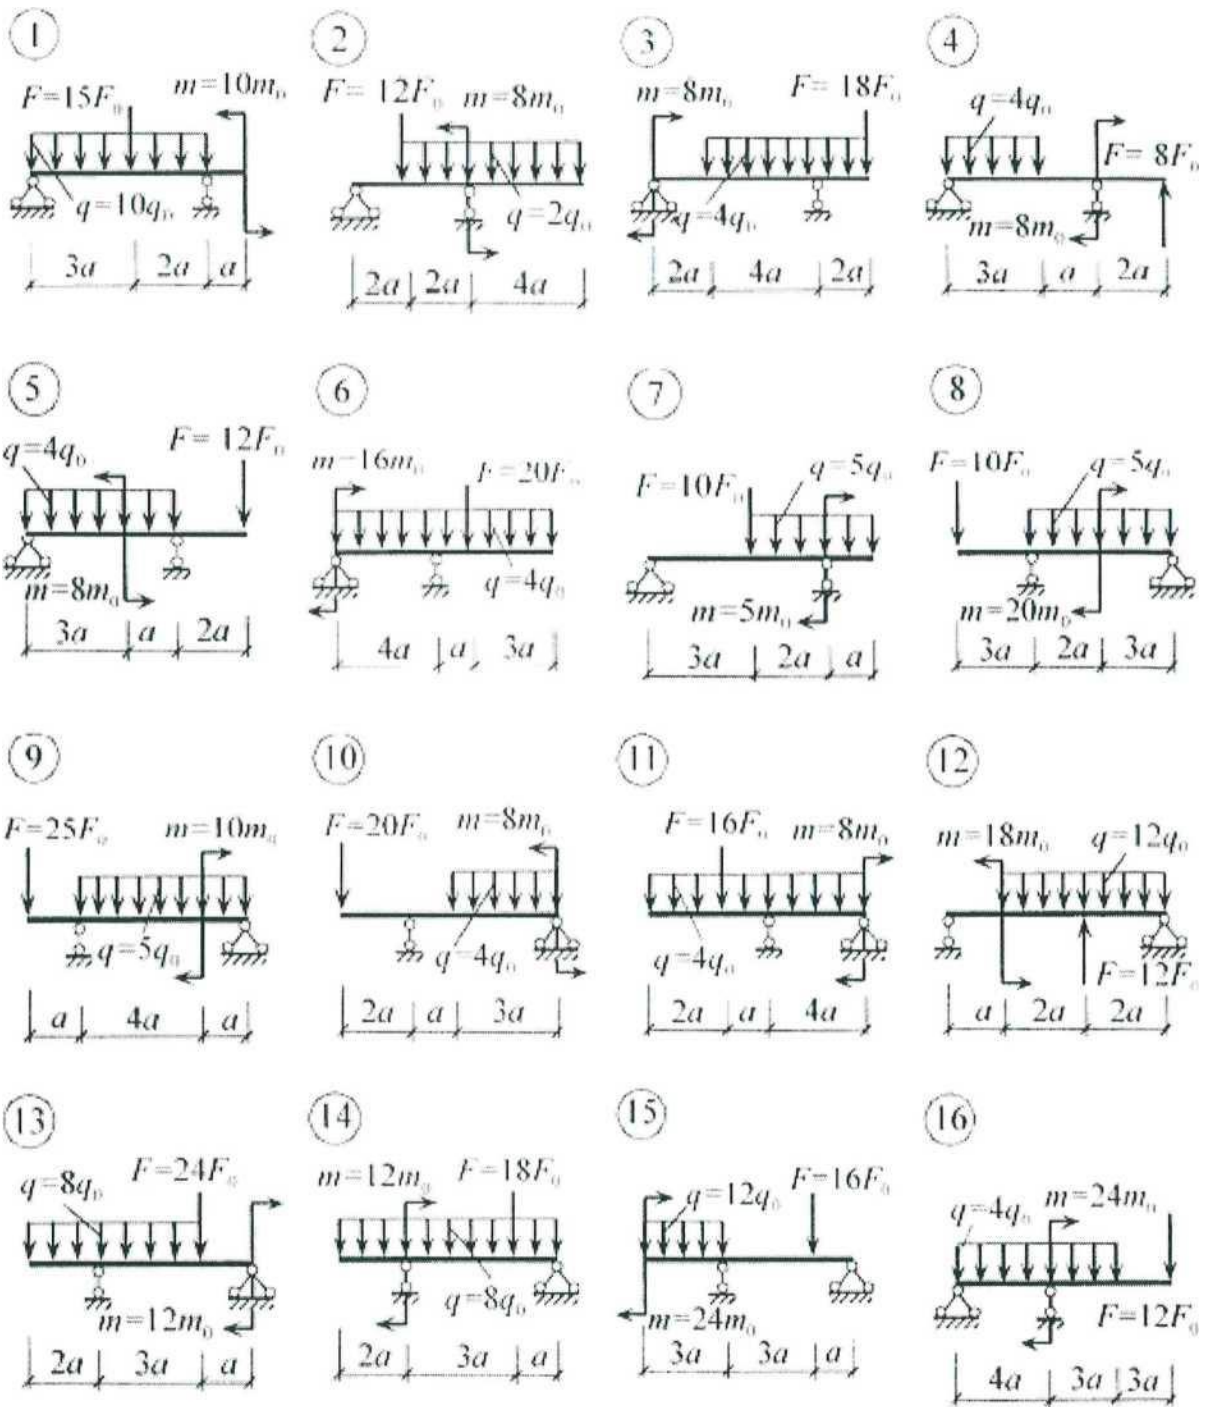 1 2 3 4
F=15F₀ m=10m₀
q=10q₀
3a 2a a
F=12F₀ m=8m₀
q=2q₀
2a 2a 4a
m=8m₀ F=18F₀
q=4q₀
2a 4a 2a
q=4q₀
F=8F₀
m=8m₀
3a a 2a
5 6 7 8
q=4q₀ F=12F₀
m=8m₀
3a a 2a
m=16m₀ F=20F₀
q=4q₀
4a a 3a
F=10F₀ q=5q₀
m=5m₀
3a 2a a
F=10F₀ q=5q₀
m=20m₀
3a 2a 3a
9 10 11 12
F=25F₀ m=10m₀
q=5q₀
a 4a a
F=20F₀ m=8m₀
q=4q₀
2a a 3a
F=16F₀ m=8m₀
q=4q₀
2a a 4a
m=18m₀ q=12q₀
F=12F₀
a 2a 2a
13 14 15 16
q=8q₀ F=24F₀
m=12m₀
2a 3a a
m=12m₀ F=18F₀
q=8q₀
2a 3a a
q=12q₀ F=16F₀
m=24m₀
3a 3a a
q=4q₀ m=24m₀
F=12F₀
4a 3a 3a